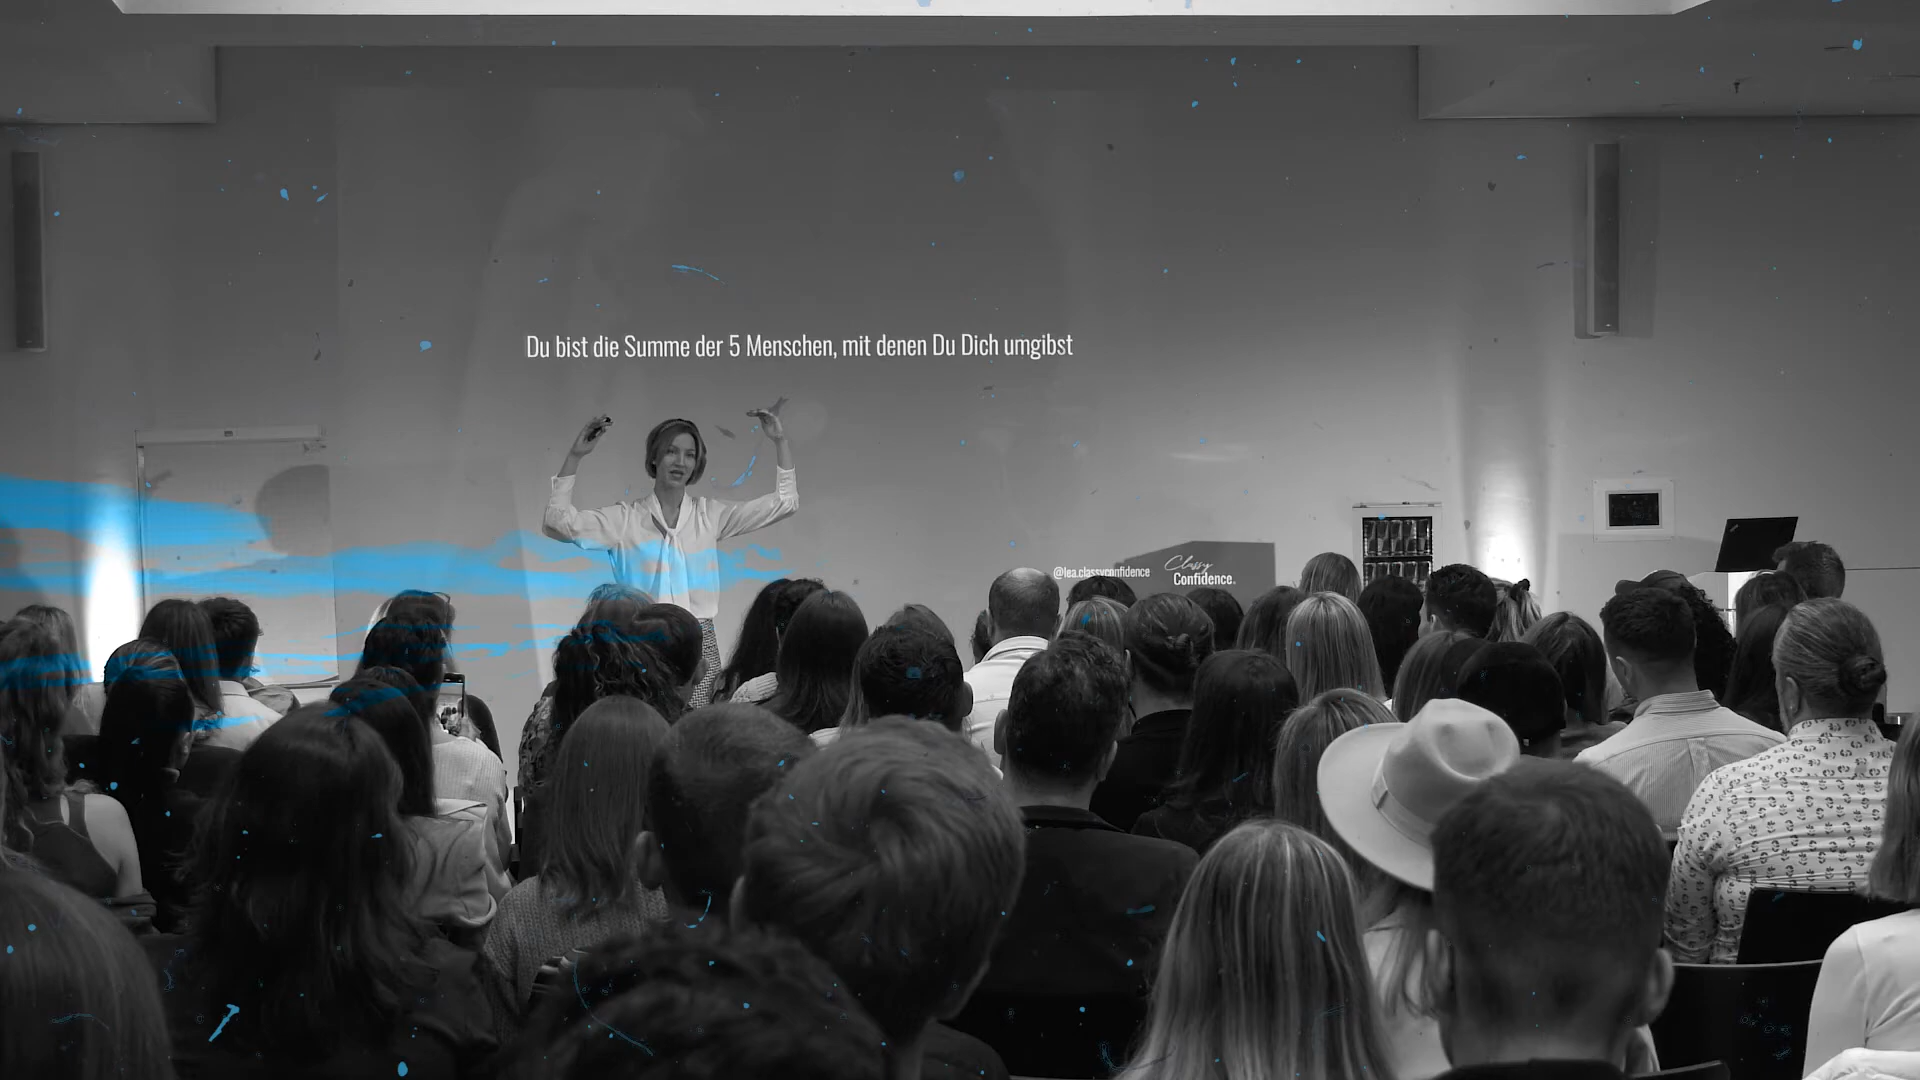 Du bist die Summe der 5 Menschen, mit denen Du Dich umgibst
@lea.classyconfidence
Classy
Confidence.